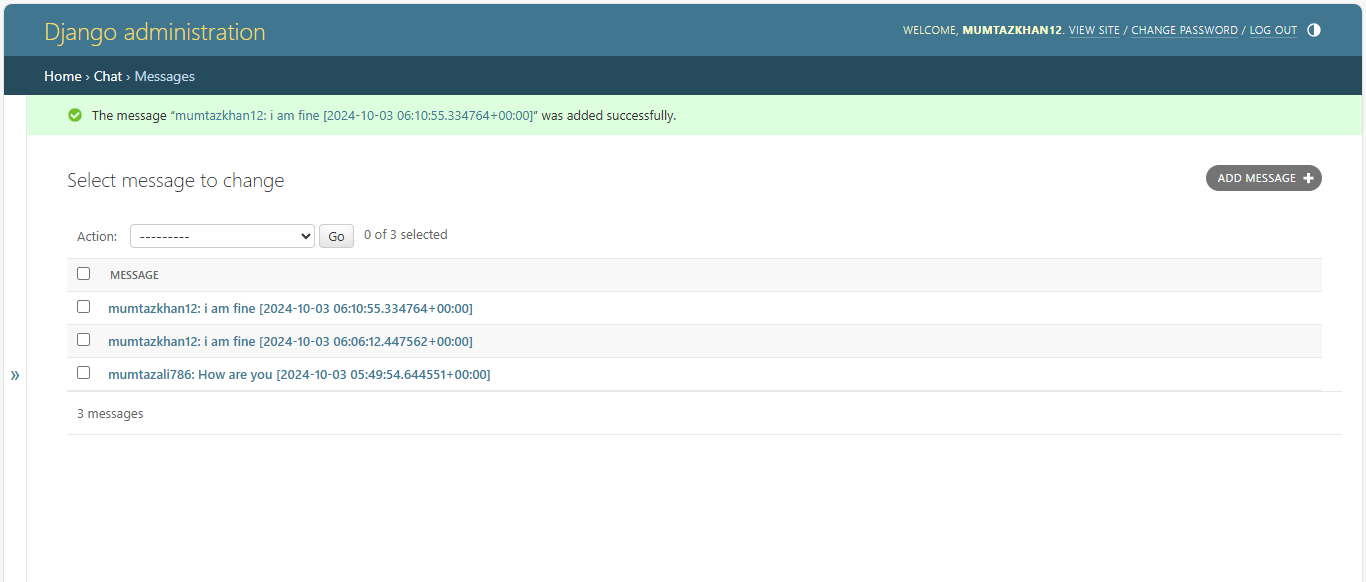 Django administration
WELCOME, MUMTAZKHAN12. VIEW SITE / CHANGE PASSWORD / LOG OUT
Home › Chat › Messages
The message “mumtazkhan12: i am fine [2024-10-03 06:10:55.334764+00:00]” was added successfully.
Select message to change
ADD MESSAGE +
Action: --------- Go 0 of 3 selected
MESSAGE
mumtazkhan12: i am fine [2024-10-03 06:10:55.334764+00:00]
mumtazkhan12: i am fine [2024-10-03 06:06:12.447562+00:00]
mumtazali786: How are you [2024-10-03 05:49:54.644551+00:00]
»
3 messages